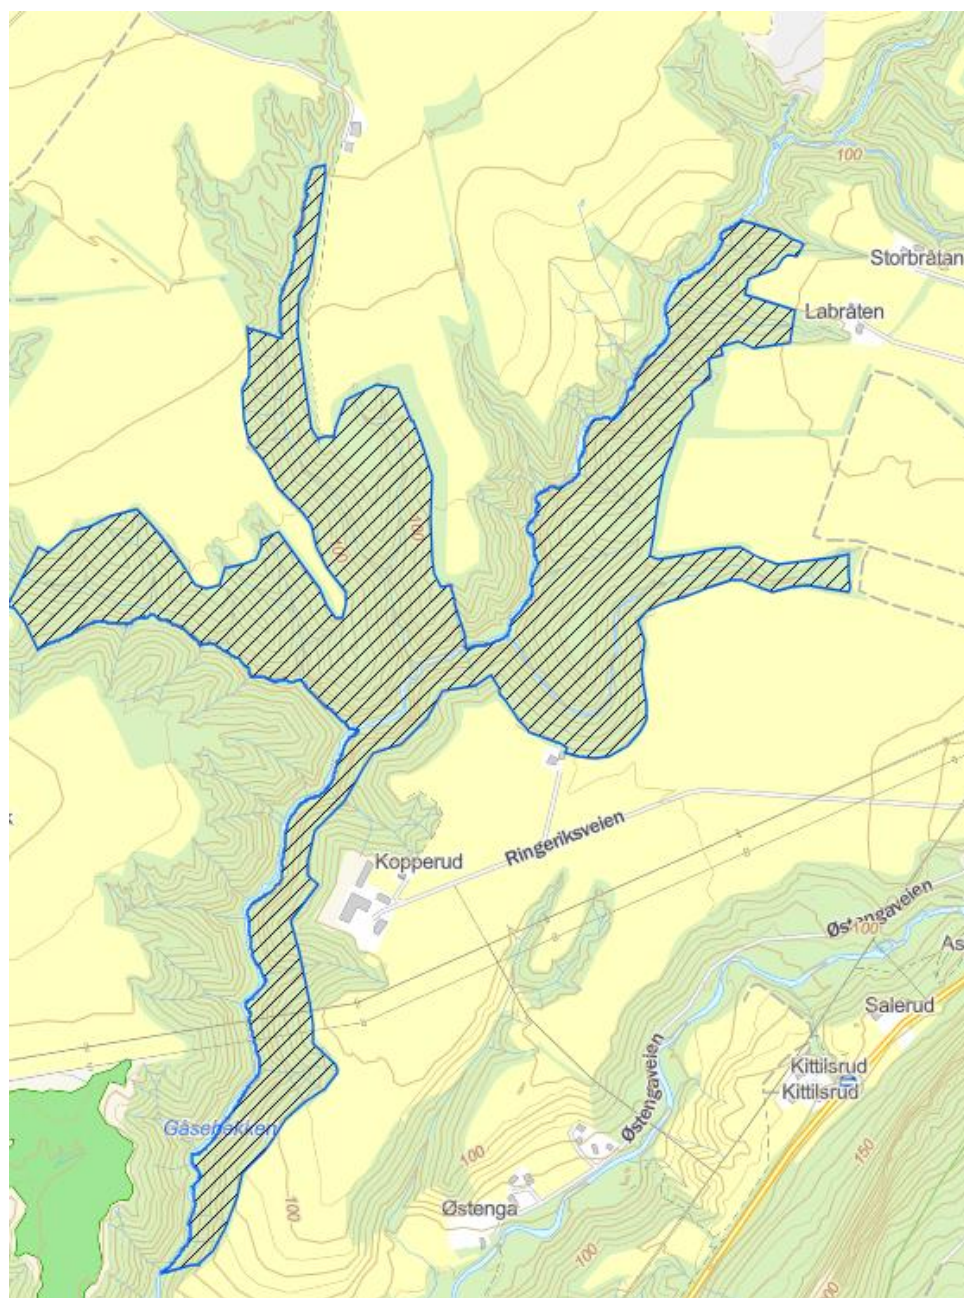 100
Storbråtan
Labråten
100
100
Ringeriksveien
Kopperud
Østengaveien
100
As
Salerud
Kittilsrud
Kittilsrud
Østengaveien
Gåsebekken
100
150
100
Østenga
100